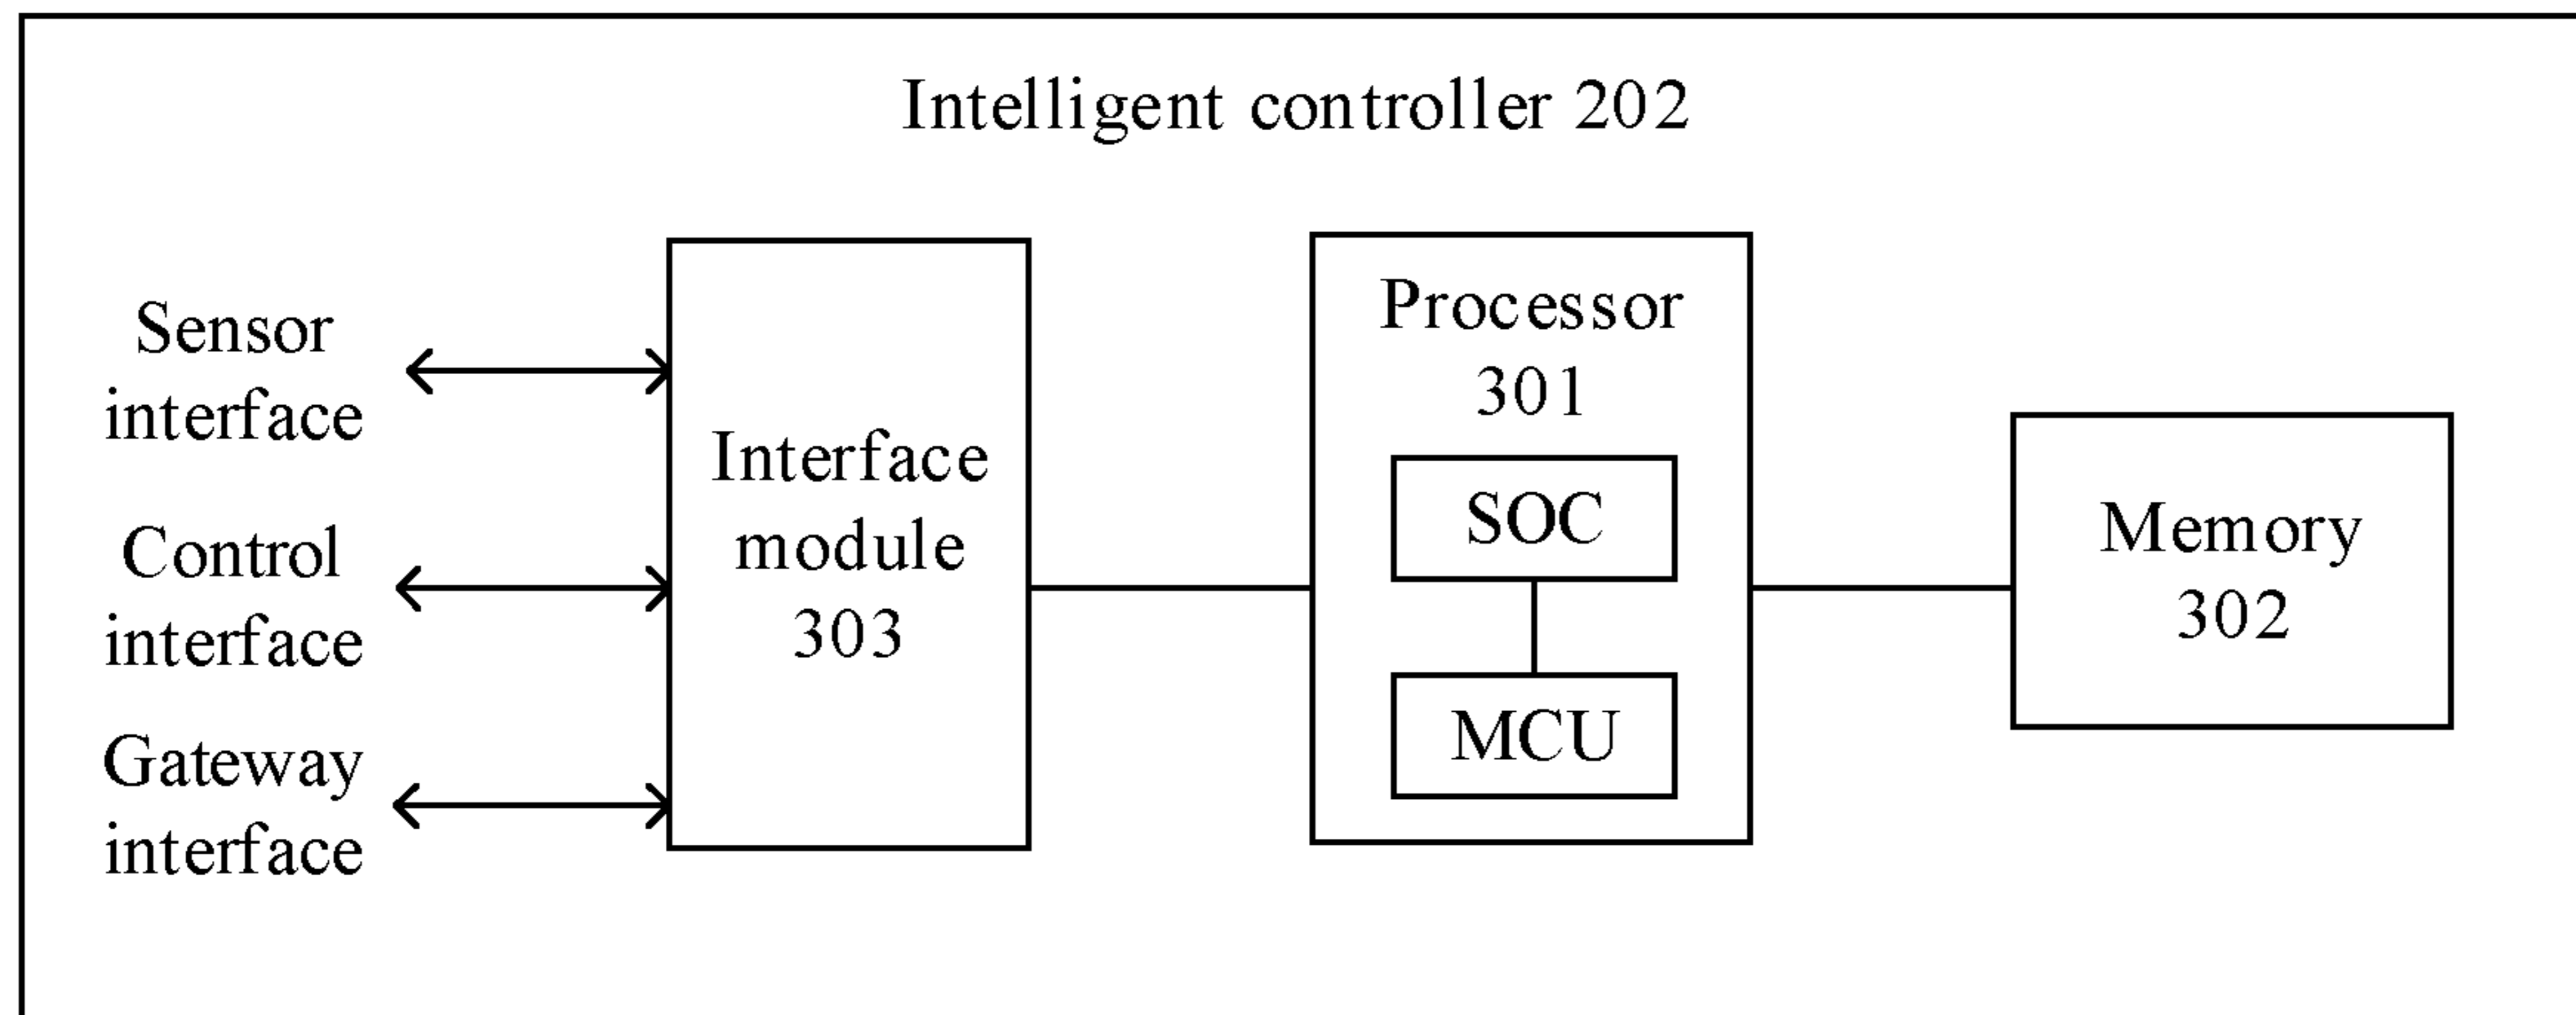 Intelligent controller 202
Sensor
interface
Control
interface
Gateway
interface
Interface
module
303
Processor
301
SOC
MCU
Memory
302